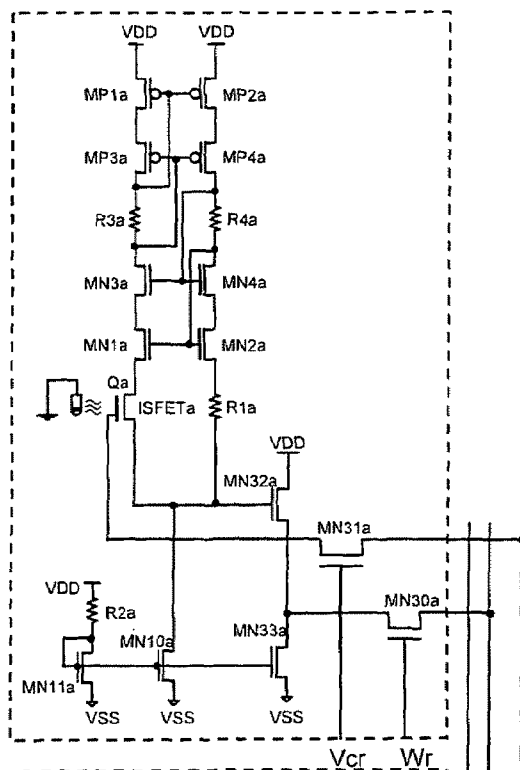 VDD VDD
MP1a MP2a
MP3a MP4a
R3a R4a
MN3a MN4a
MN1a MN2a
Qa
ISFETa R1a
VDD
MN32a
MN31a
VDD
MN30a
R2a
MN10a MN33a
MN11a
VSS VSS VSS
Vcr Wr